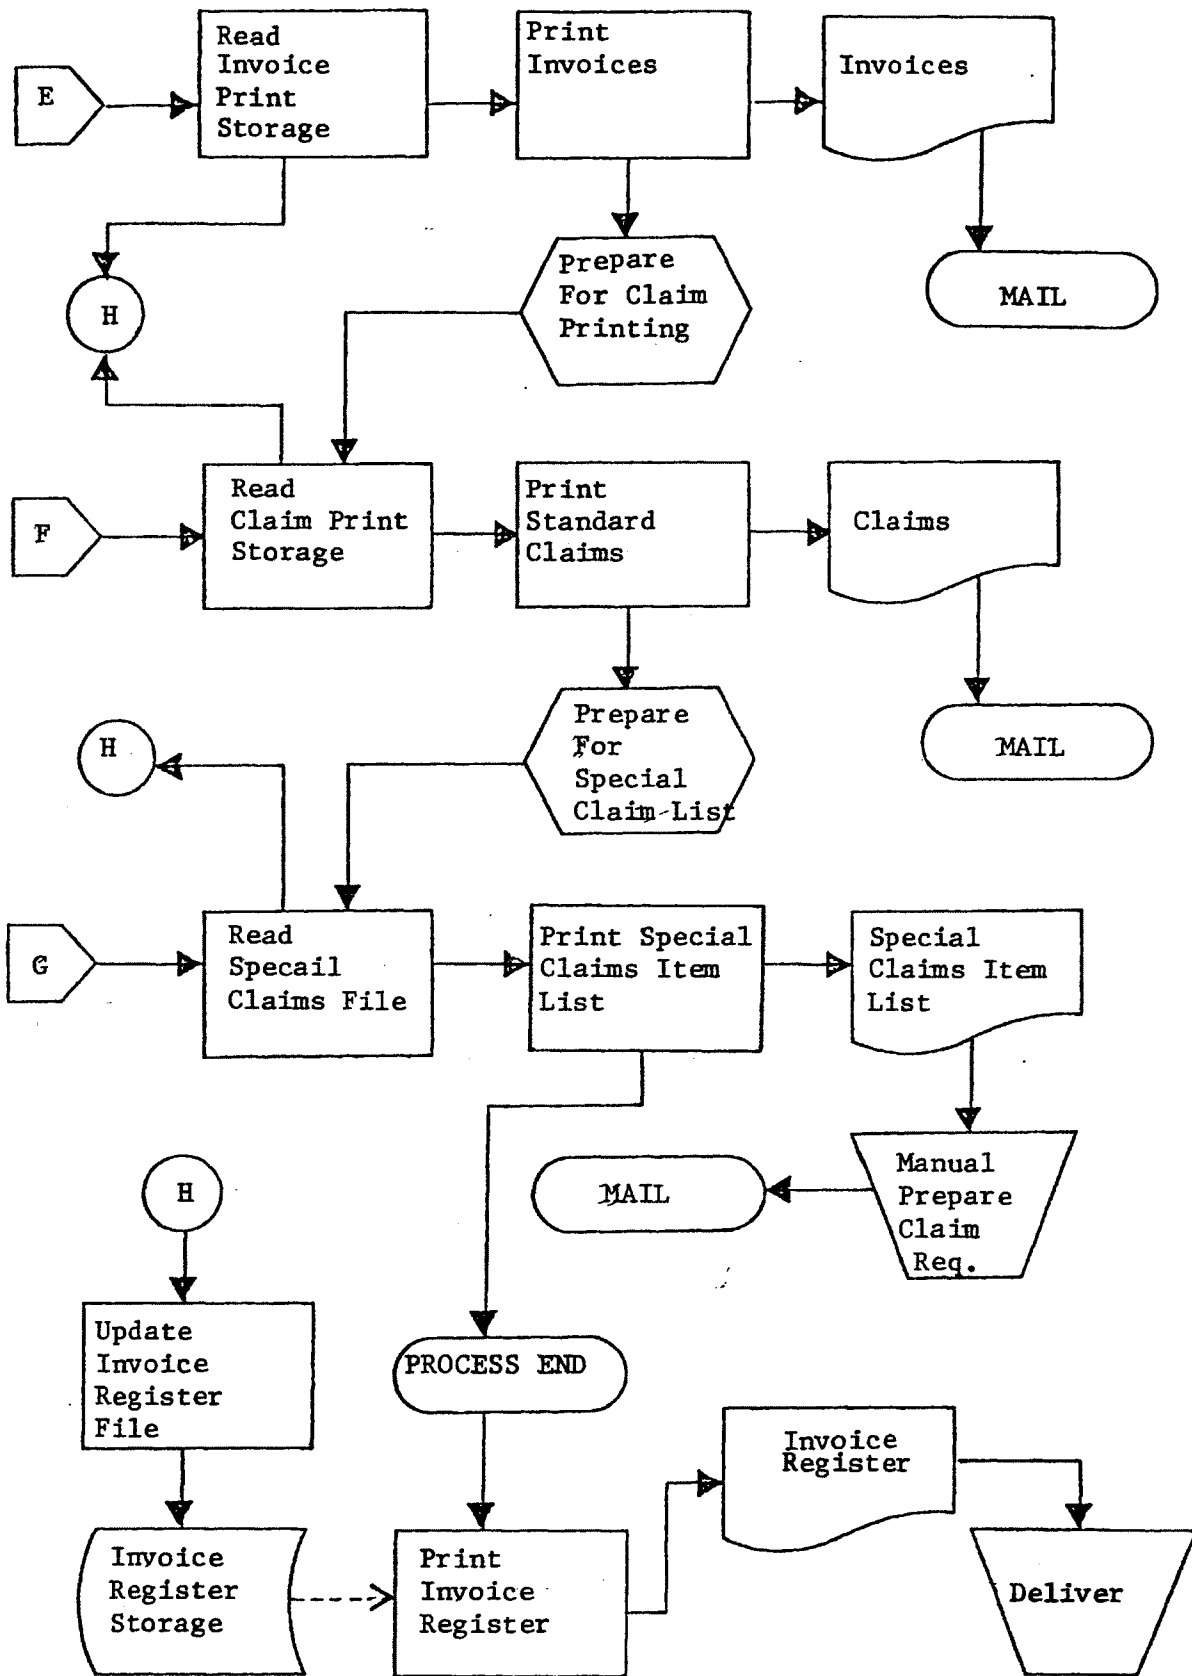 E
Read
Invoice
Print
Storage
Print
Invoices
Invoices
H
Prepare
For Claim
Printing
MAIL
F
Read
Claim Print
Storage
Print
Standard
Claims
Claims
H
Prepare
For
Special
Claim List
MAIL
G
Read
Specail
Claims File
Print Special
Claims Item
List
Special
Claims Item
List
H
MAIL
Manual
Prepare
Claim
Req.
Update
Invoice
Register
File
PROCESS END
Invoice
Register
Invoice
Register
Storage
Print
Invoice
Register
Deliver